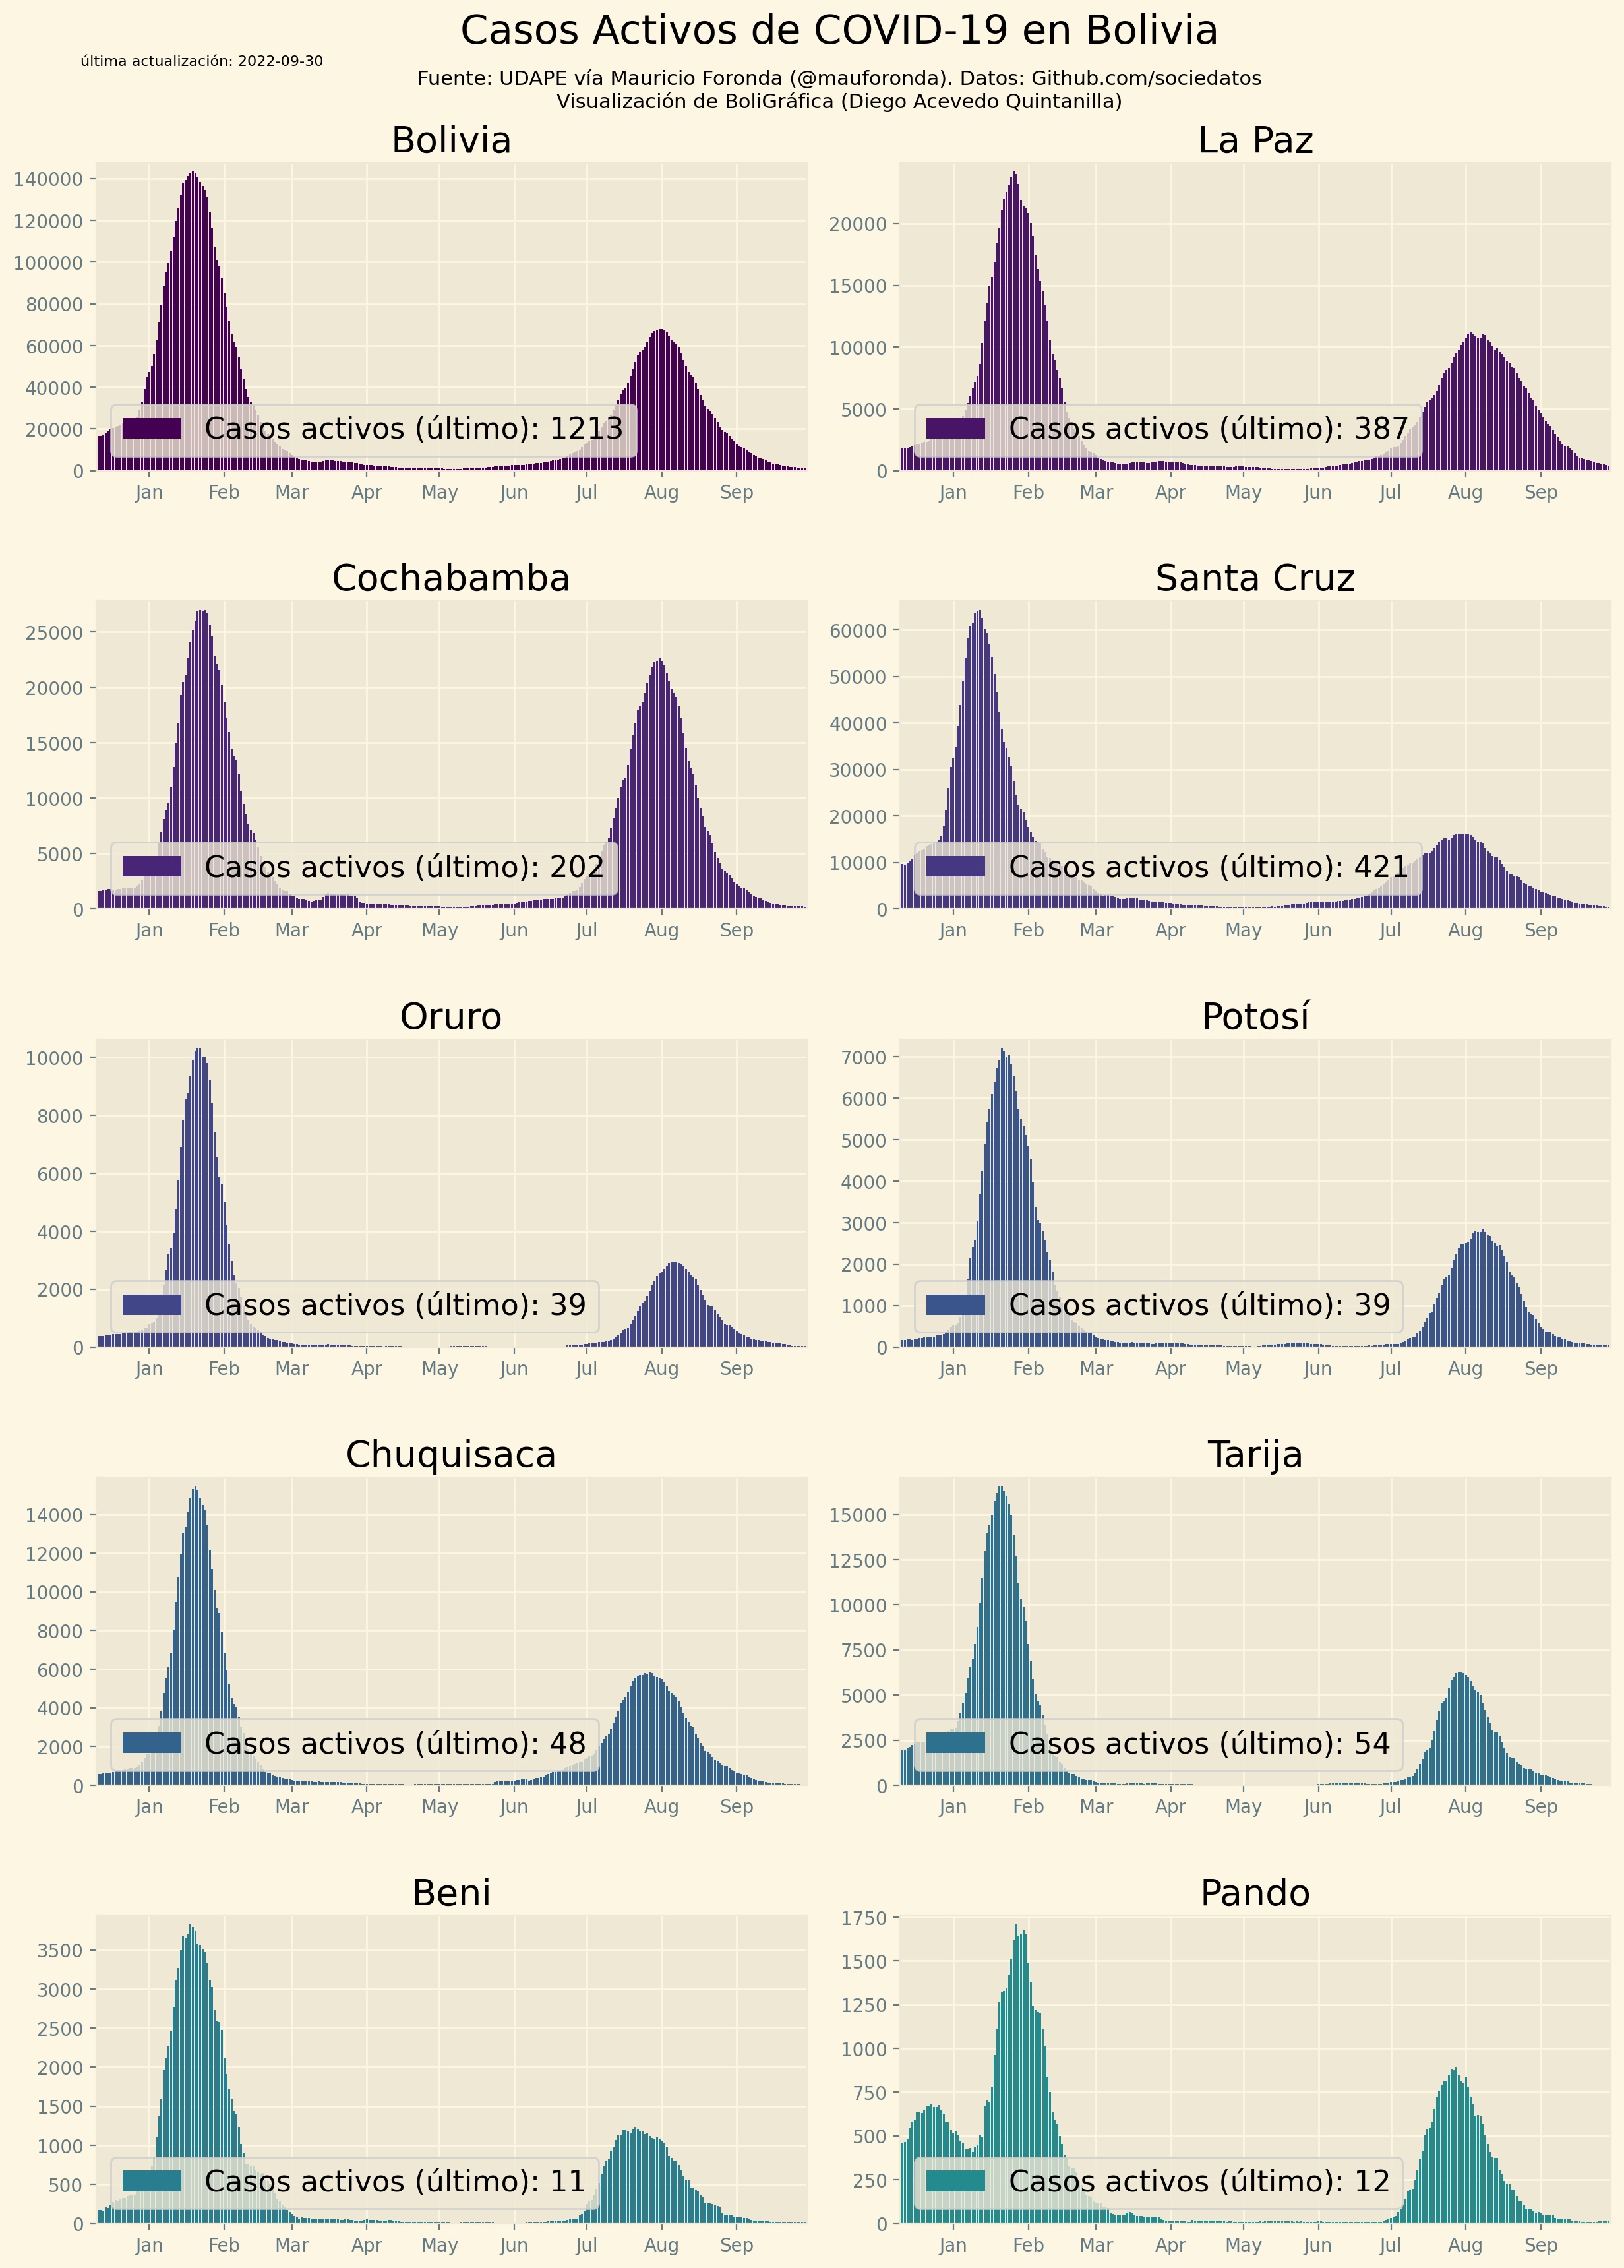 Casos Activos de COVID-19 en Bolivia
última actualización: 2022-09-30
Fuente: UDAPE vía Mauricio Foronda (@mauforonda). Datos: Github.com/sociedatos
Visualización de BoliGráfica (Diego Acevedo Quintanilla)
Bolivia
140000
120000
100000
80000
60000
40000
20000
0
Casos activos (último): 1213
Jan Feb Mar Apr May Jun Jul Aug Sep
La Paz
20000
15000
10000
5000
0
Casos activos (último): 387
Jan Feb Mar Apr May Jun Jul Aug Sep
Cochabamba
25000
20000
15000
10000
5000
0
Casos activos (último): 202
Jan Feb Mar Apr May Jun Jul Aug Sep
Santa Cruz
60000
50000
40000
30000
20000
10000
0
Casos activos (último): 421
Jan Feb Mar Apr May Jun Jul Aug Sep
Oruro
10000
8000
6000
4000
2000
0
Casos activos (último): 39
Jan Feb Mar Apr May Jun Jul Aug Sep
Potosí
7000
6000
5000
4000
3000
2000
1000
0
Casos activos (último): 39
Jan Feb Mar Apr May Jun Jul Aug Sep
Chuquisaca
14000
12000
10000
8000
6000
4000
2000
0
Casos activos (último): 48
Jan Feb Mar Apr May Jun Jul Aug Sep
Tarija
15000
12500
10000
7500
5000
2500
0
Casos activos (último): 54
Jan Feb Mar Apr May Jun Jul Aug Sep
Beni
3500
3000
2500
2000
1500
1000
500
0
Casos activos (último): 11
Jan Feb Mar Apr May Jun Jul Aug Sep
Pando
1750
1500
1250
1000
750
500
250
0
Casos activos (último): 12
Jan Feb Mar Apr May Jun Jul Aug Sep